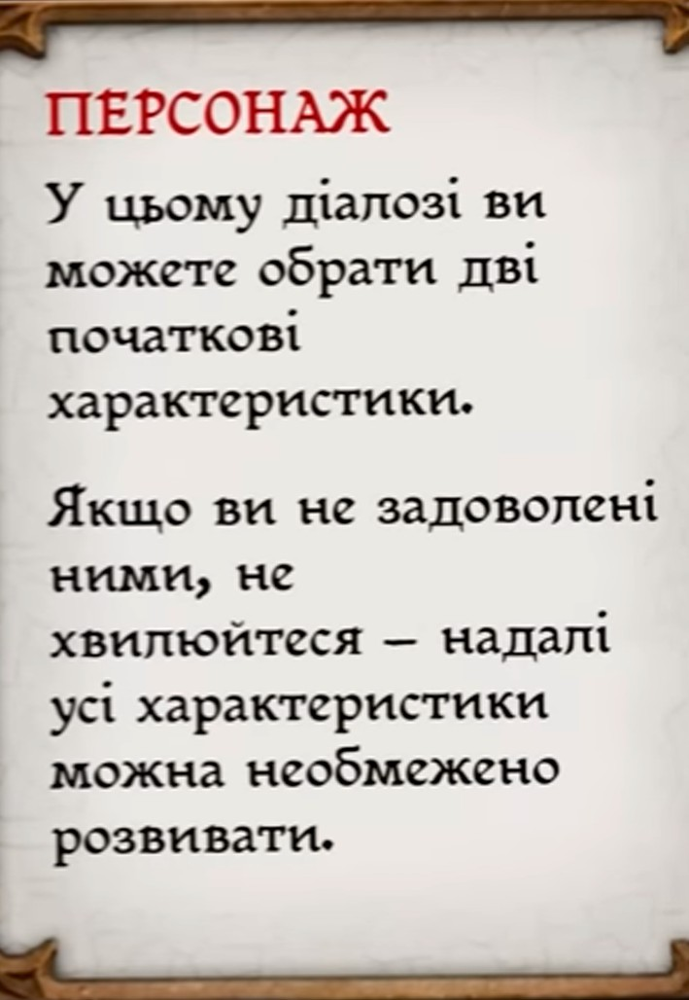 ПЕРСОНАЖ
У цьому діалозі ви
можете обрати дві
початкові
характеристики.
Якщо ви не задоволені
ними, не
хвилюйтеся – надалі
усі характеристики
можна необмежено
розвивати.